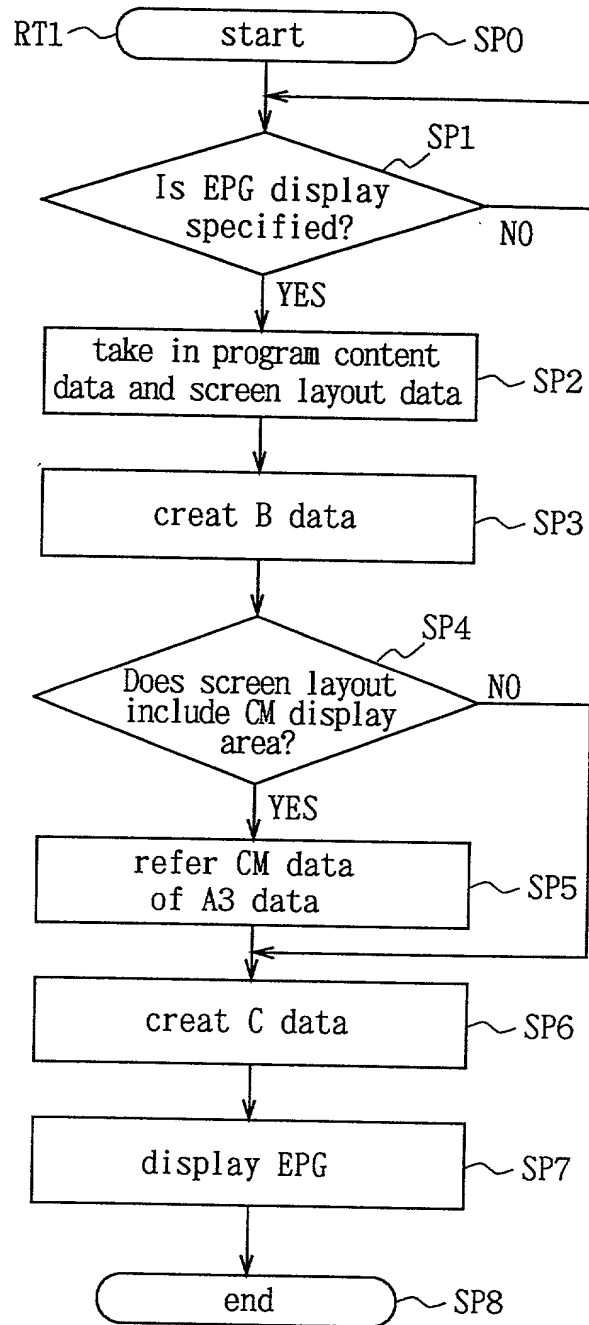 RT1
start
SP0
SP1
Is EPG display
specified?
NO
YES
take in program content
data and screen layout data
SP2
creat B data
SP3
SP4
Does screen layout
include CM display
area?
NO
YES
refer CM data
of A3 data
SP5
creat C data
SP6
display EPG
SP7
end
SP8